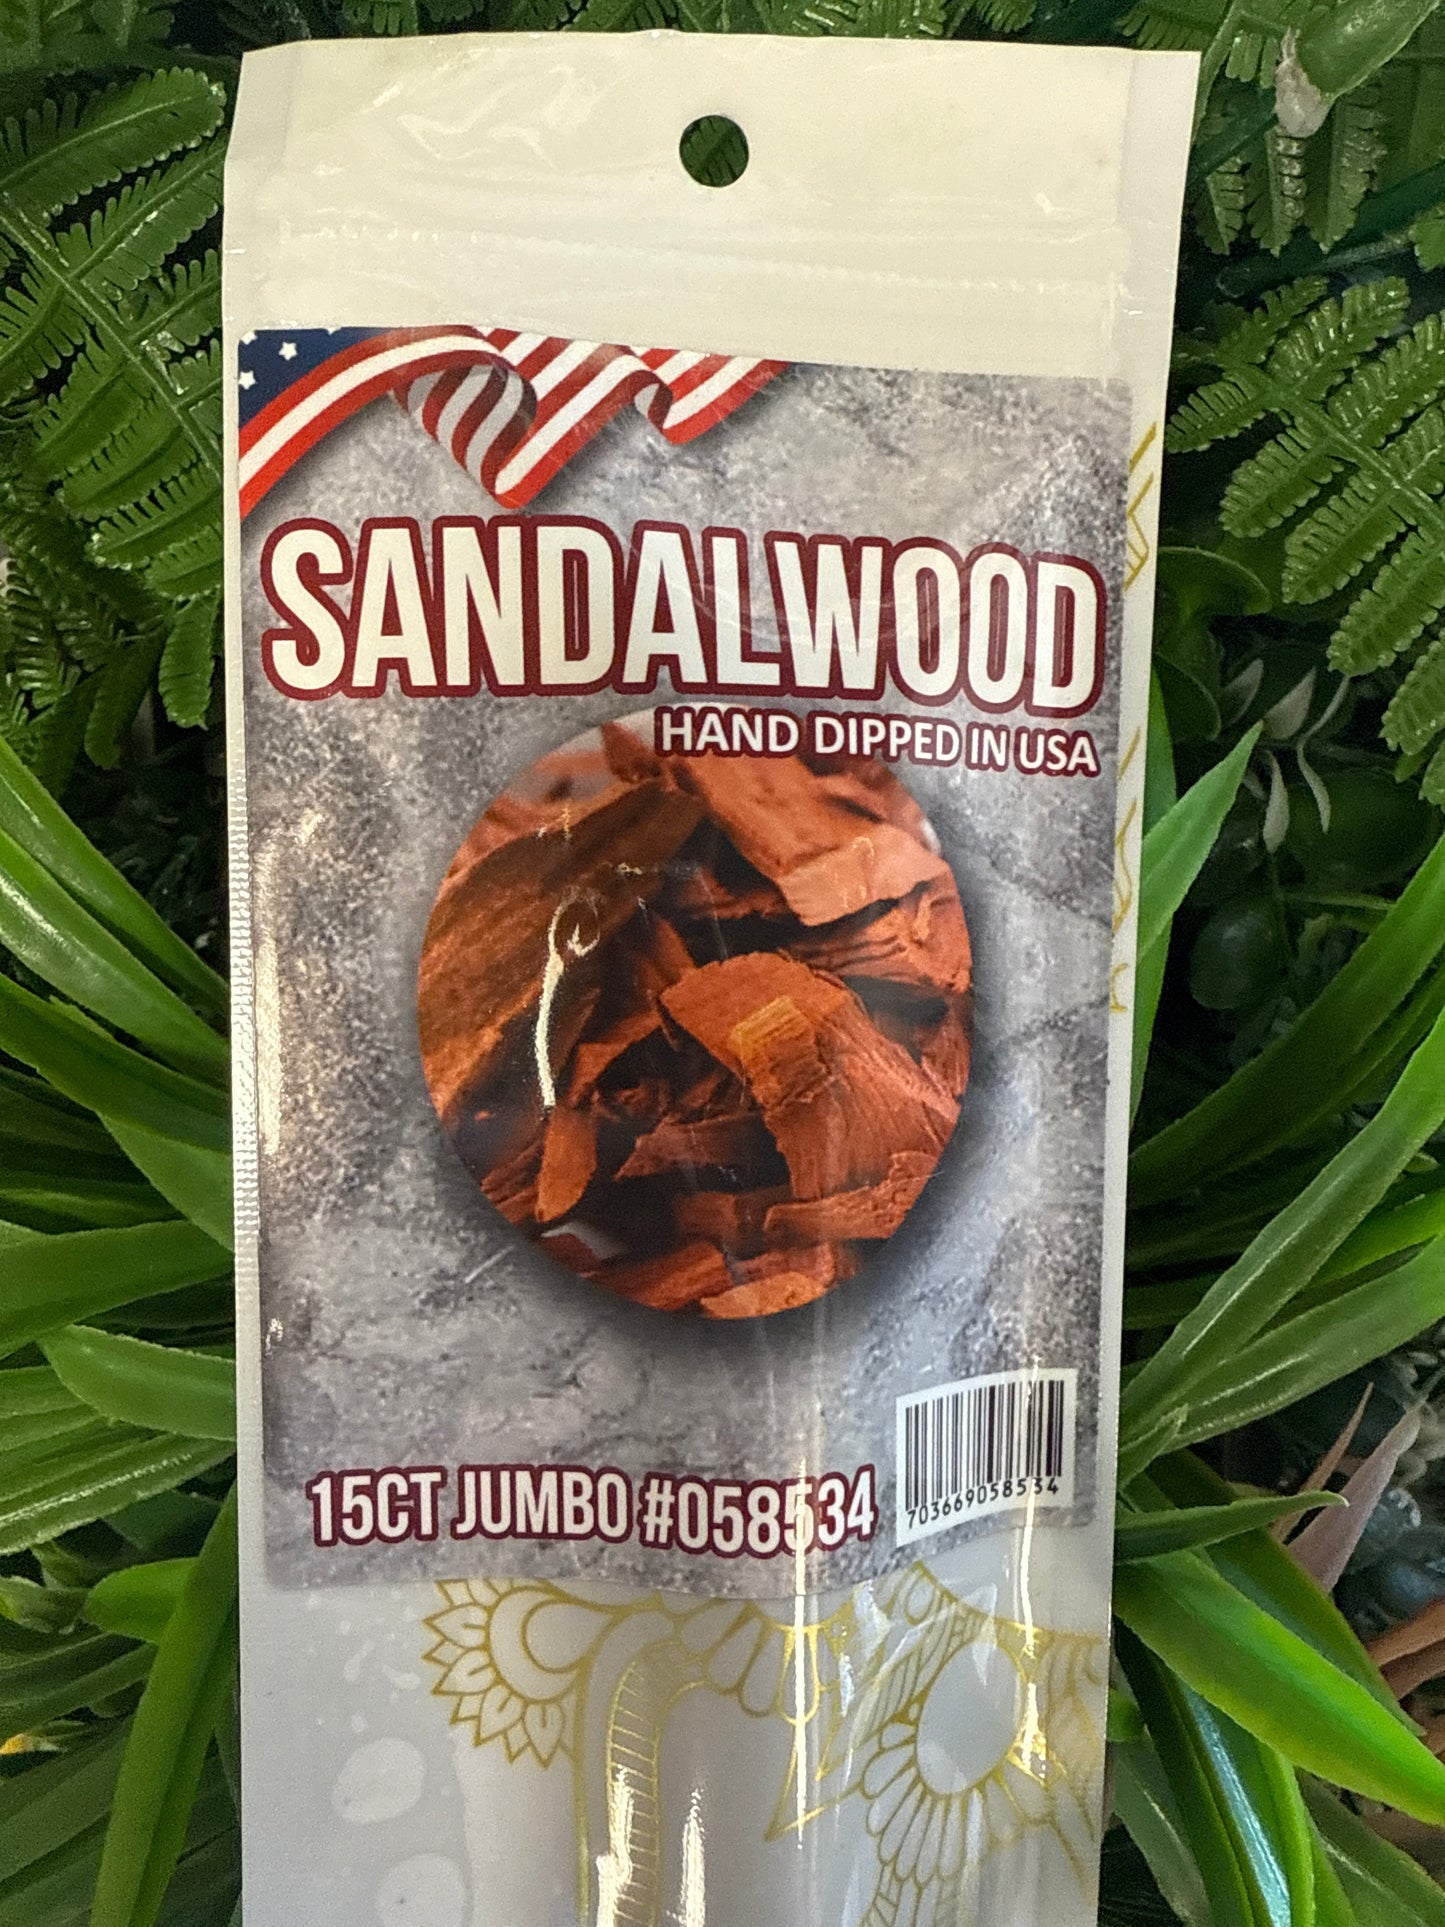 SANDALWOOD
HAND DIPPED IN USA
15CT JUMBO #058534
703669058534